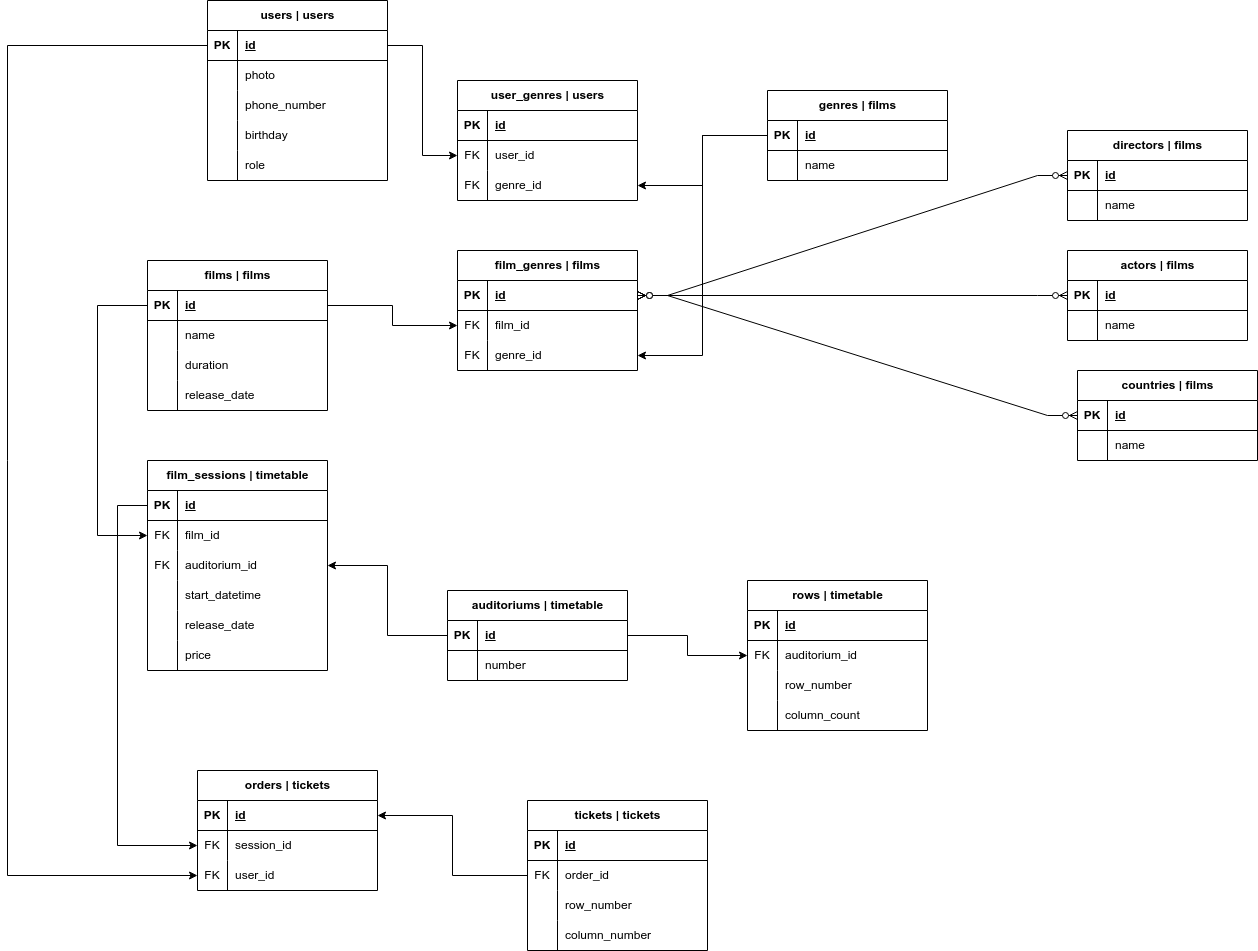 users | users
PK id
photo
phone_number
birthday
role
user_genres | users
PK id
FK user_id
FK genre_id
genres | films
PK id
name
directors | films
PK id
name
films | films
PK id
name
duration
release_date
film_genres | films
PK id
FK film_id
FK genre_id
actors | films
PK id
name
countries | films
PK id
name
film_sessions | timetable
PK id
FK film_id
FK auditorium_id
start_datetime
release_date
price
auditoriums | timetable
PK id
number
rows | timetable
PK id
FK auditorium_id
row_number
column_count
orders | tickets
PK id
FK session_id
FK user_id
tickets | tickets
PK id
FK order_id
row_number
column_number